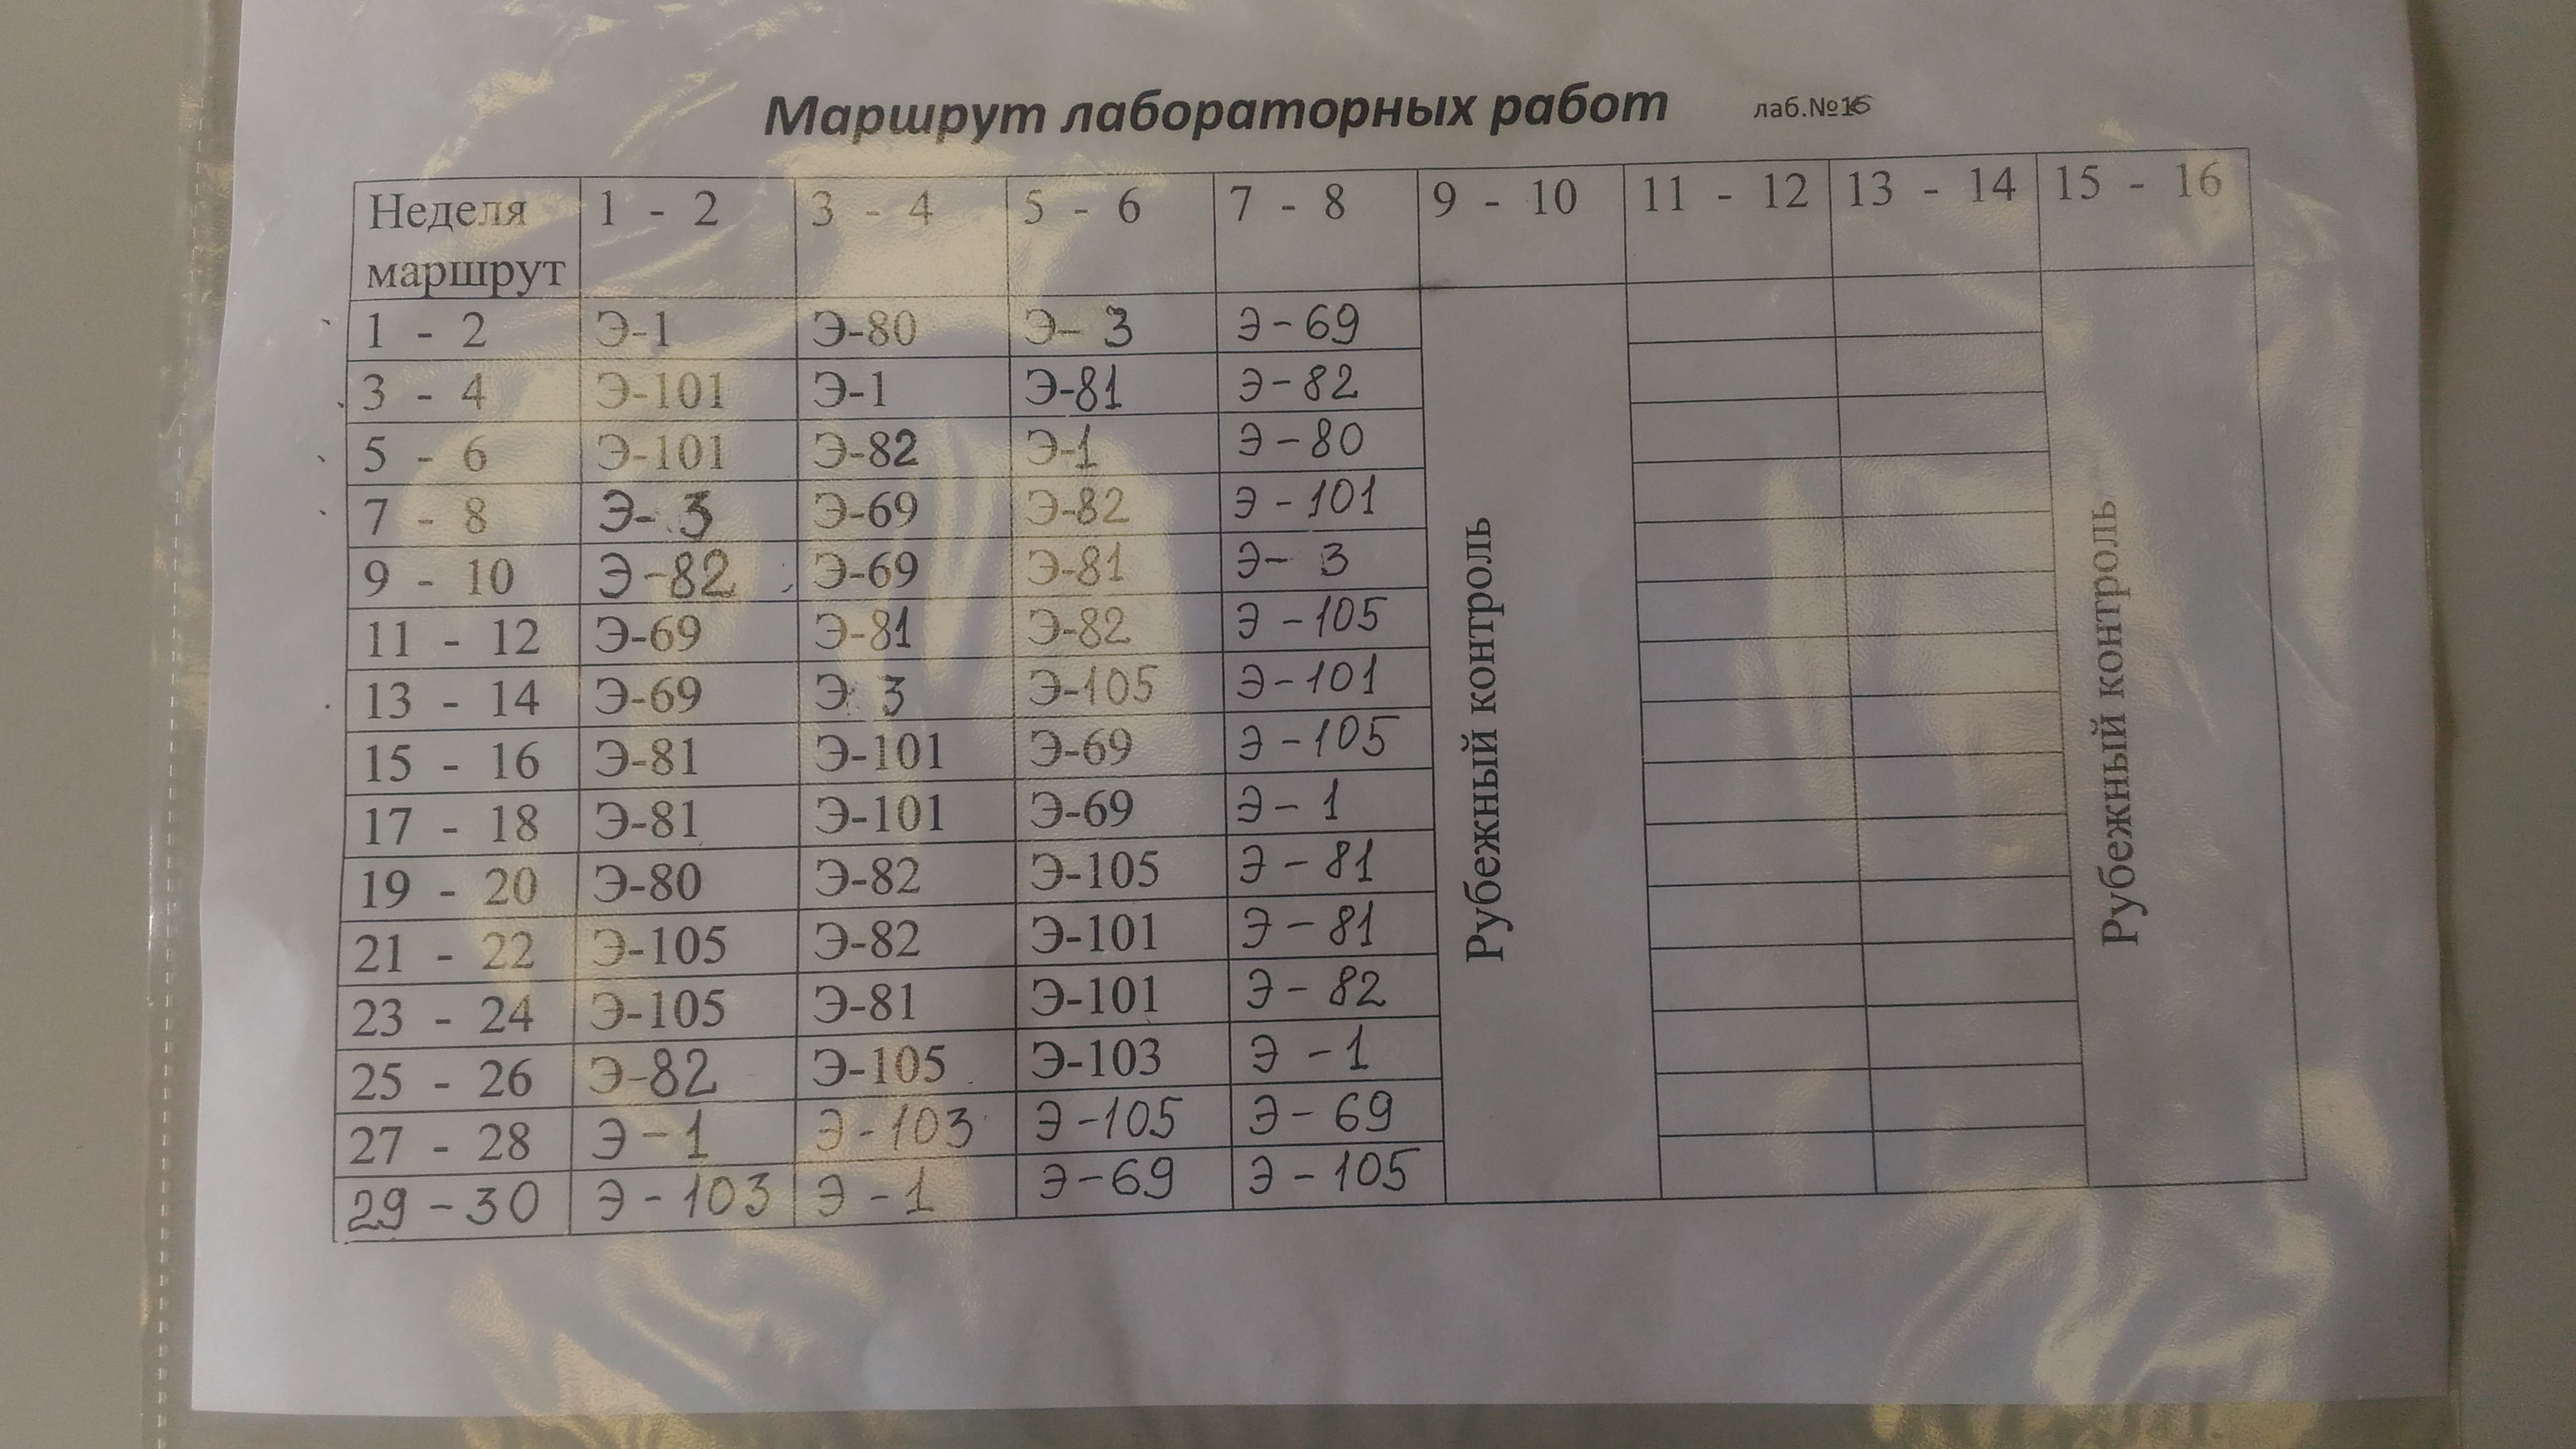 Маршрут лабораторных работ лаб.№16
Неделя 1 - 2 3 - 4 5 - 6 7 - 8 9 - 10 11 - 12 13 - 14 15 - 16
маршрут
1 - 2 Э-1 Э-80 Э- 3 Э-69
3 - 4 Э-101 Э-1 Э-81 Э-82
5 - 6 Э-101 Э-82 Э-1 Э-80
7 - 8 Э- 3 Э-69 Э-82 Э-101
9 - 10 Э-82 Э-69 Э-81 Э- 3
11 - 12 Э-69 Э-81 Э-82 Э-105
13 - 14 Э-69 Э 3 Э-105 Э-101
15 - 16 Э-81 Э-101 Э-69 Э-105
17 - 18 Э-81 Э-101 Э-69 Э-1
19 - 20 Э-80 Э-82 Э-105 Э-81
21 - 22 Э-105 Э-82 Э-101 Э-81
23 - 24 Э-105 Э-81 Э-101 Э-82
25 - 26 Э-82 Э-105 Э-103 Э-1
27 - 28 Э-1 Э-103 Э-105 Э-69
29-30 Э-103 Э-1 Э-69 Э-105
Рубежный контроль
Рубежный контроль